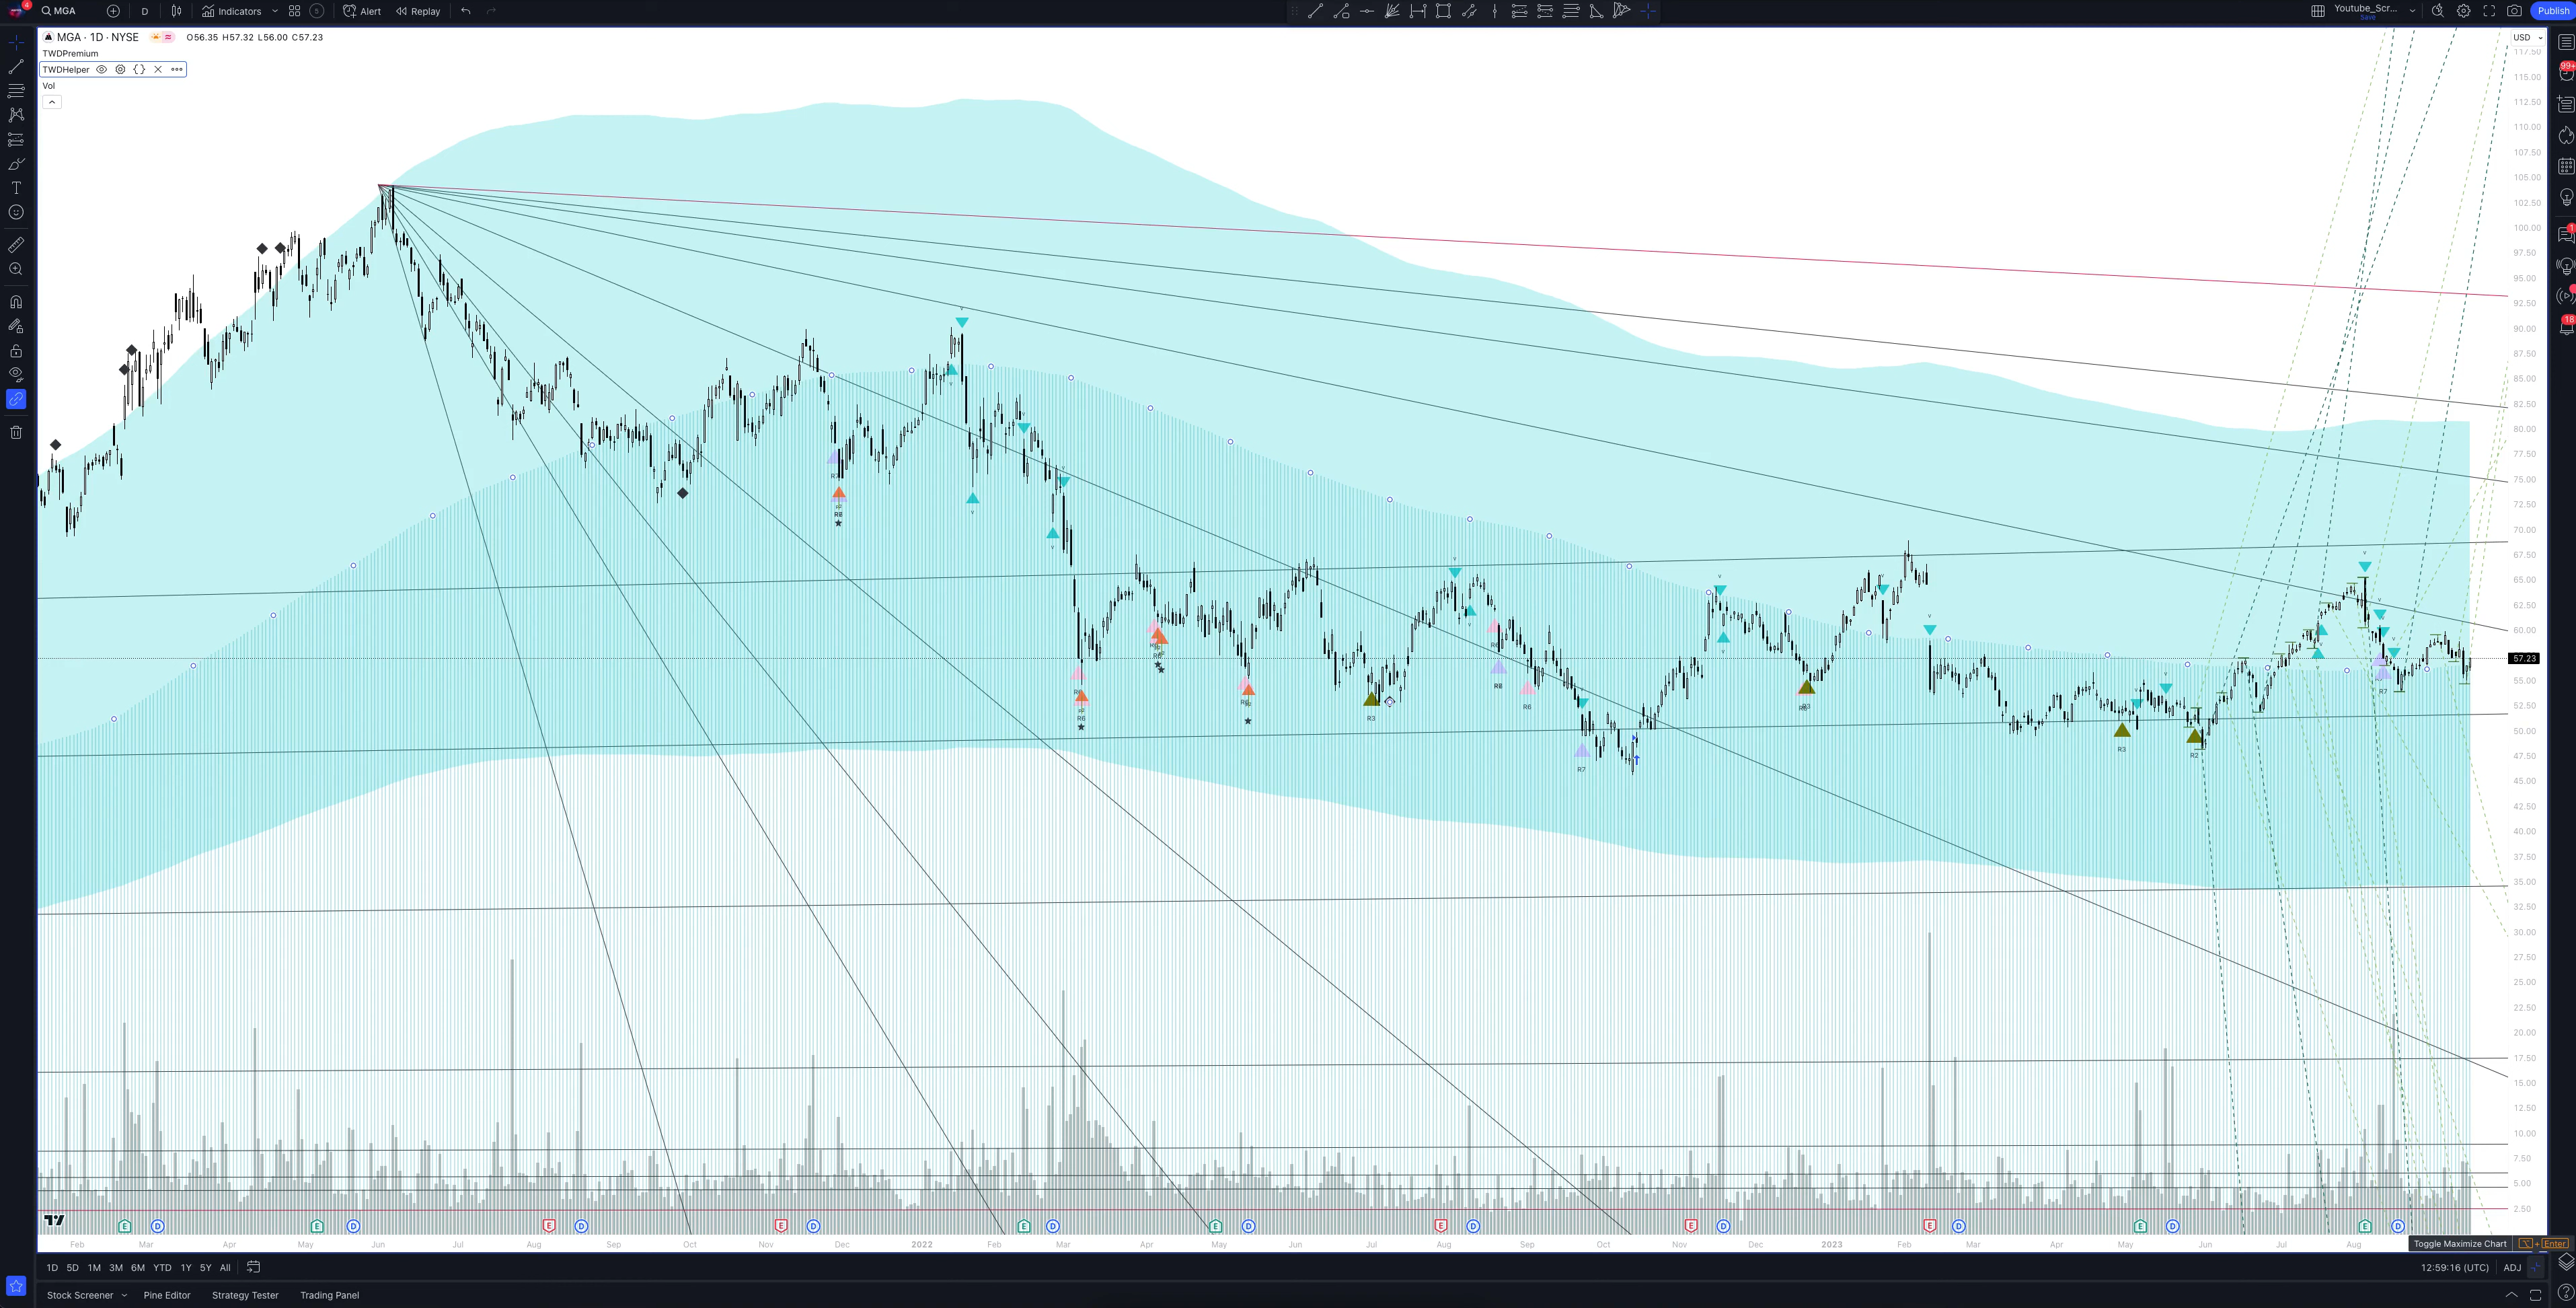 MGA
D
Indicators
Alert
Replay
Youtube_Scr...
Save
Publish
MGA · 1D · NYSE
O56.35 H57.32 L56.00 C57.23
USD
TWDPremium
TWDHelper
Vol
117.50
115.00
112.50
110.00
107.50
105.00
102.50
100.00
97.50
95.00
92.50
90.00
87.50
85.00
82.50
80.00
77.50
75.00
72.50
70.00
67.50
65.00
62.50
60.00
57.23
55.00
52.50
50.00
47.50
45.00
42.50
40.00
37.50
35.00
32.50
30.00
27.50
25.00
22.50
20.00
17.50
15.00
12.50
10.00
7.50
5.00
2.50
99+
18
R8
R6
R3
R8
R6
R7
R3
R2
R7
E D E D E D E D E D E D E D E D E D E D E D
Feb Mar Apr May Jun Jul Aug Sep Oct Nov Dec 2022 Feb Mar Apr May Jun Jul Aug Sep Oct Nov Dec 2023 Feb Mar Apr May Jun Jul Aug
Toggle Maximize Chart ⌥ + Enter
1D 5D 1M 3M 6M YTD 1Y 5Y All
12:59:16 (UTC) ADJ
Stock Screener Pine Editor Strategy Tester Trading Panel